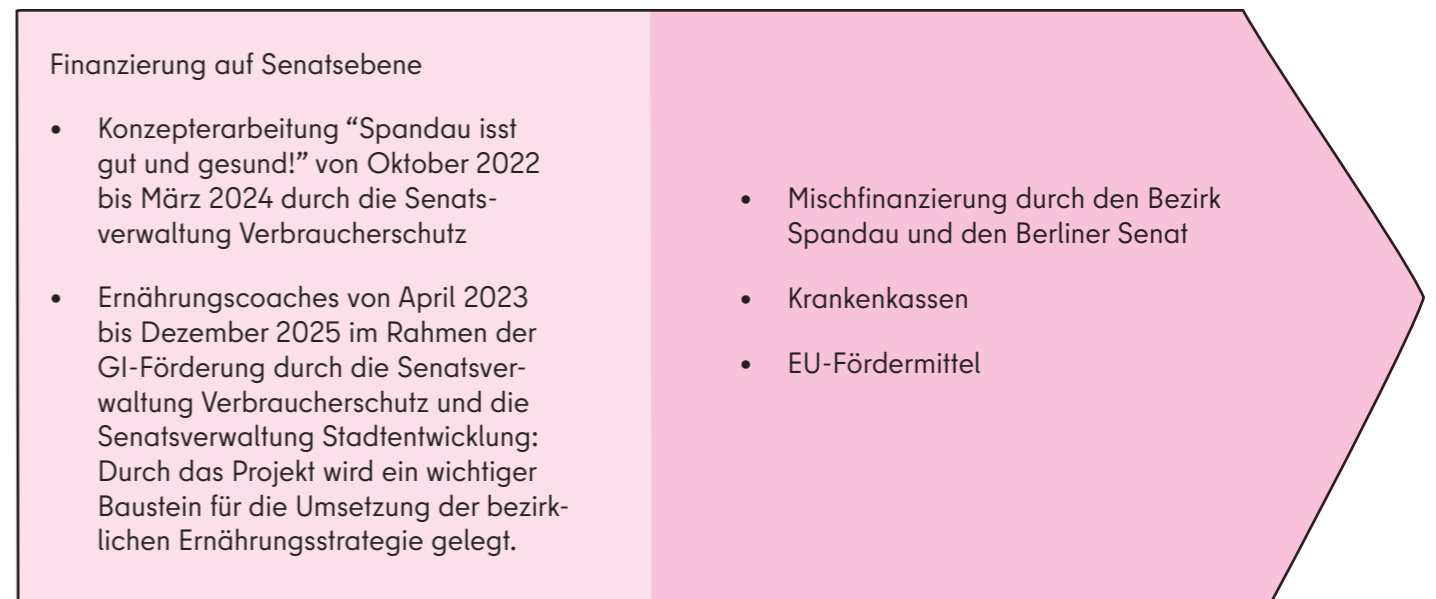 Finanzierung auf Senatsebene
• Konzepterarbeitung “Spandau isst
gut und gesund!” von Oktober 2022
bis März 2024 durch die Senats-
verwaltung Verbraucherschutz
• Ernährungscoaches von April 2023
bis Dezember 2025 im Rahmen der
GI-Förderung durch die Senatsver-
waltung Verbraucherschutz und die
Senatsverwaltung Stadtentwicklung:
Durch das Projekt wird ein wichtiger
Baustein für die Umsetzung der bezirk-
lichen Ernährungsstrategie gelegt.
• Mischfinanzierung durch den Bezirk
Spandau und den Berliner Senat
• Krankenkassen
• EU-Fördermittel